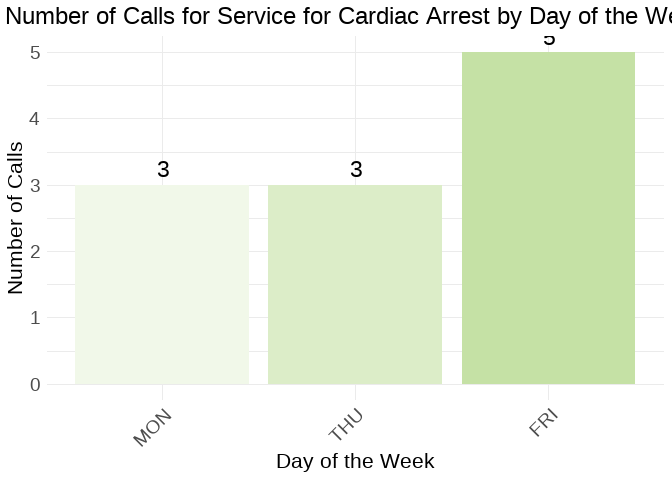 Number of Calls for Service for Cardiac Arrest by Day of the We
5
3
3
5
4
3
2
1
0
Number of Calls
MON
THU
FRI
Day of the Week